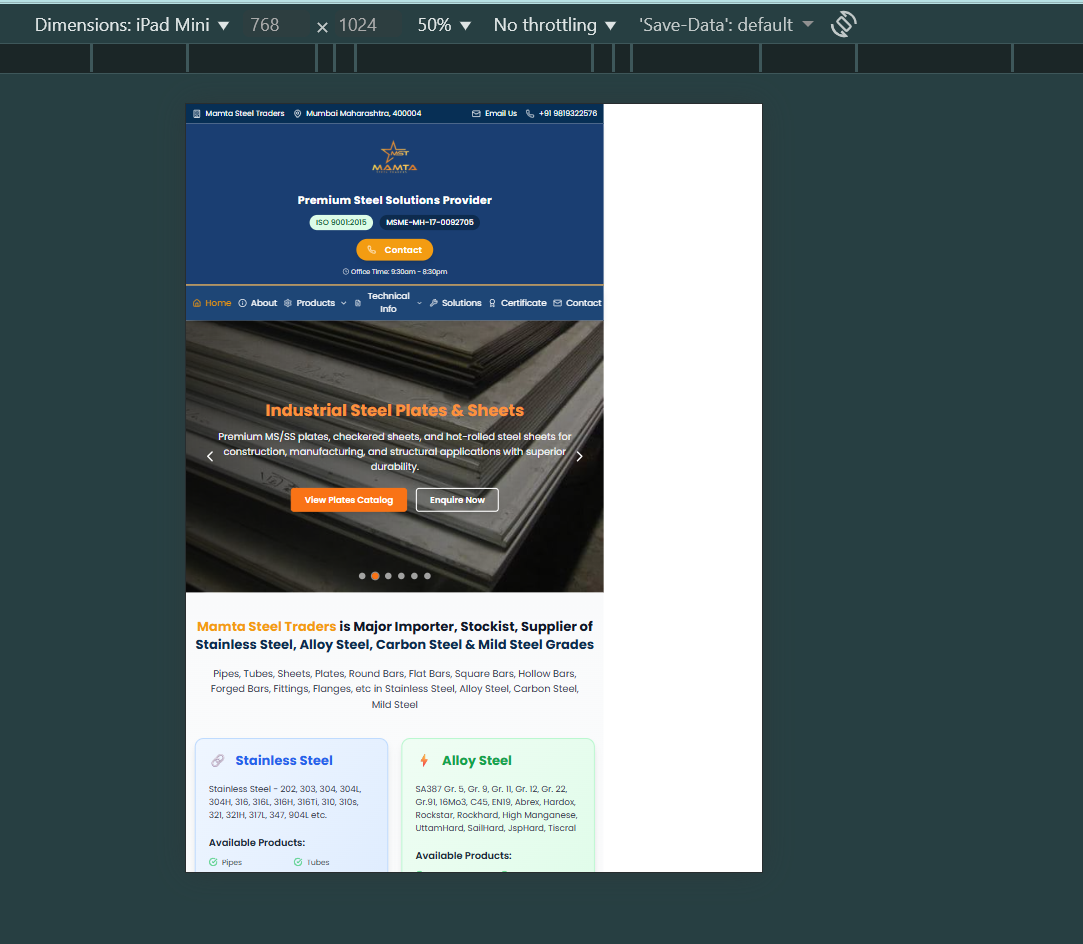 Dimensions: iPad Mini 768 × 1024 50% No throttling 'Save-Data': default
Mamta Steel Traders Mumbai Maharashtra, 400004 Email Us +91 9819322576
MST
MAMTA
Premium Steel Solutions Provider
ISO 9001:2015 MSME-MH-17-0092705
Contact
Office Time: 9:30am - 8:30pm
Home About Products Technical Info Solutions Certificate Contact
Industrial Steel Plates & Sheets
Premium MS/SS plates, checkered sheets, and hot-rolled steel sheets for
construction, manufacturing, and structural applications with superior
durability.
View Plates Catalog Enquire Now
Mamta Steel Traders is Major Importer, Stockist, Supplier of
Stainless Steel, Alloy Steel, Carbon Steel & Mild Steel Grades
Pipes, Tubes, Sheets, Plates, Round Bars, Flat Bars, Square Bars, Hollow Bars,
Forged Bars, Fittings, Flanges, etc in Stainless Steel, Alloy Steel, Carbon Steel,
Mild Steel
Stainless Steel
Stainless Steel - 202, 303, 304, 304L,
304H, 316, 316L, 316H, 316Ti, 310, 310s,
321, 321H, 317L, 347, 904L etc.
Available Products:
Pipes Tubes
Alloy Steel
SA387 Gr. 5, Gr. 9, Gr. 11, Gr. 12, Gr. 22,
Gr.91, 16Mo3, C45, EN19, Abrex, Hardox,
Rockstar, Rockhard, High Manganese,
UttamHard, SailHard, JspHard, Tiscral
Available Products: